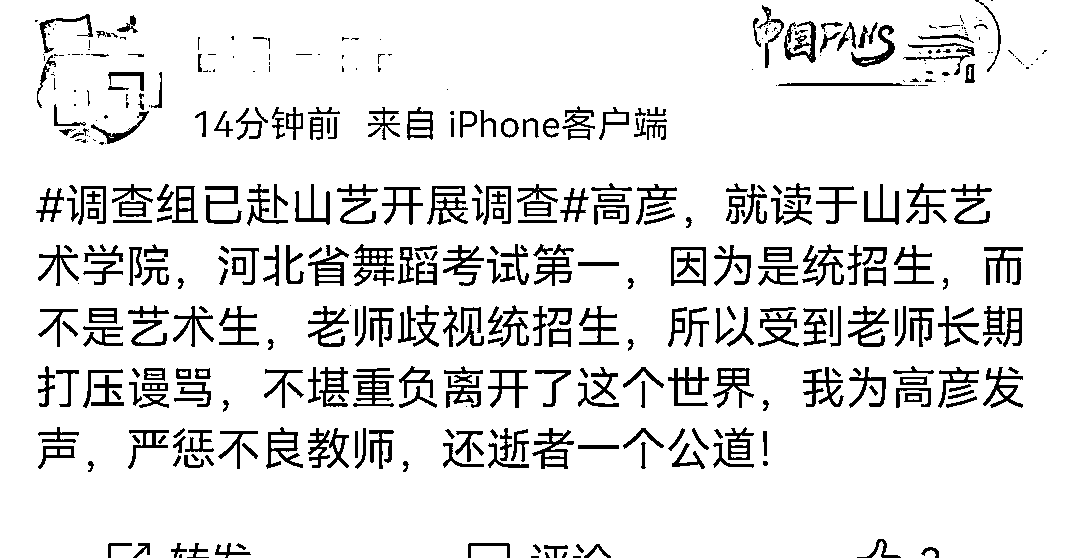 中国FANS
14分钟前 来自 iPhone客户端
#调查组已赴山艺开展调查#高彦，就读于山东艺
术学院，河北省舞蹈考试第一，因为是统招生，而
不是艺术生，老师歧视统招生，所以受到老师长期
打压谩骂，不堪重负离开了这个世界，我为高彦发
声，严惩不良教师，还逝者一个公道！
转发 评论